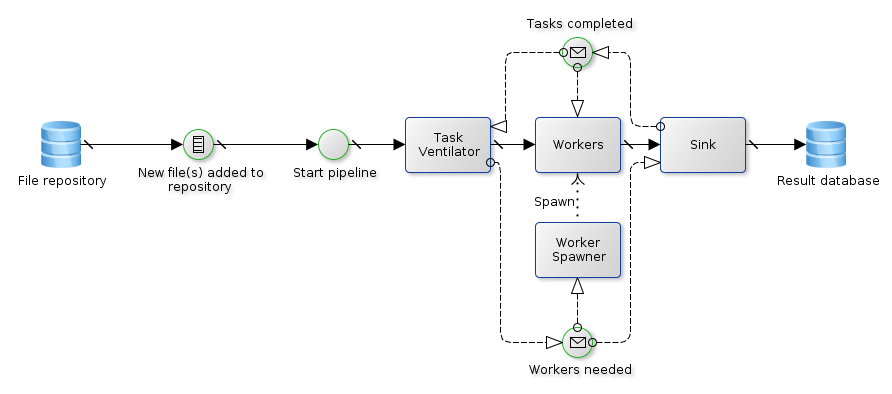 Tasks completed
Task
Ventilator
Workers
Sink
File repository
New file(s) added to
repository
Start pipeline
Result database
Spawn
Worker
Spawner
Workers needed